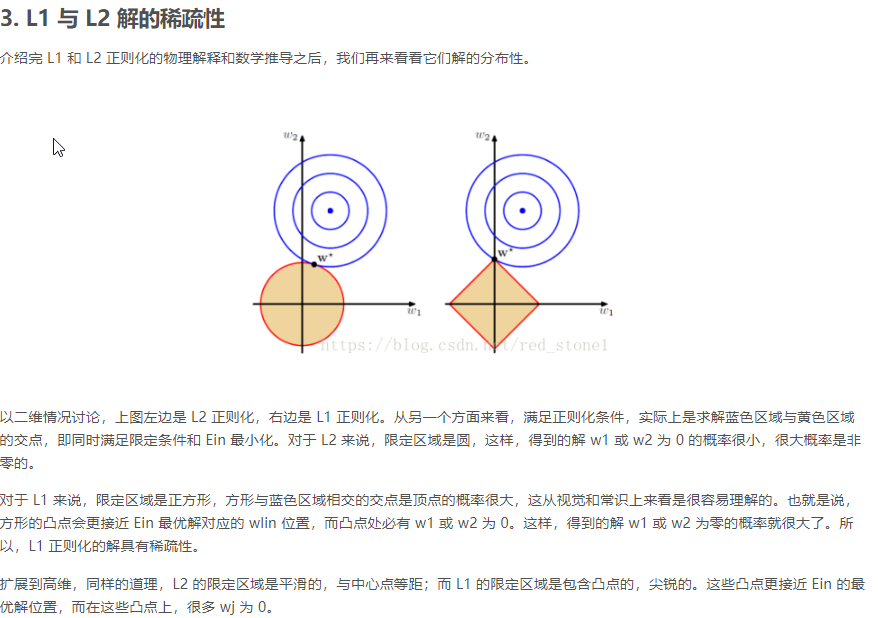 3. L1 与 L2 解的稀疏性
介绍完 L1 和 L2 正则化的物理解释和数学推导之后，我们再来看看它们解的分布性。
w2 w2
w* w*
w1 w1
https://blog.csdn.net/red_stone1
以二维情况讨论，上图左边是 L2 正则化，右边是 L1 正则化。从另一个方面来看，满足正则化条件，实际上是求解蓝色区域与黄色区域
的交点，即同时满足限定条件和 Ein 最小化。对于 L2 来说，限定区域是圆，这样，得到的解 w1 或 w2 为 0 的概率很小，很大概率是非
零的。
对于 L1 来说，限定区域是正方形，方形与蓝色区域相交的交点是顶点的概率很大，这从视觉和常识上来看是很容易理解的。也就是说，
方形的凸点会更接近 Ein 最优解对应的 wlin 位置，而凸点处必有 w1 或 w2 为 0。这样，得到的解 w1 或 w2 为零的概率就很大了。所
以，L1 正则化的解具有稀疏性。
扩展到高维，同样的道理，L2 的限定区域是平滑的，与中心点等距；而 L1 的限定区域是包含凸点的，尖锐的。这些凸点更接近 Ein 的最
优解位置，而在这些凸点上，很多 wj 为 0。